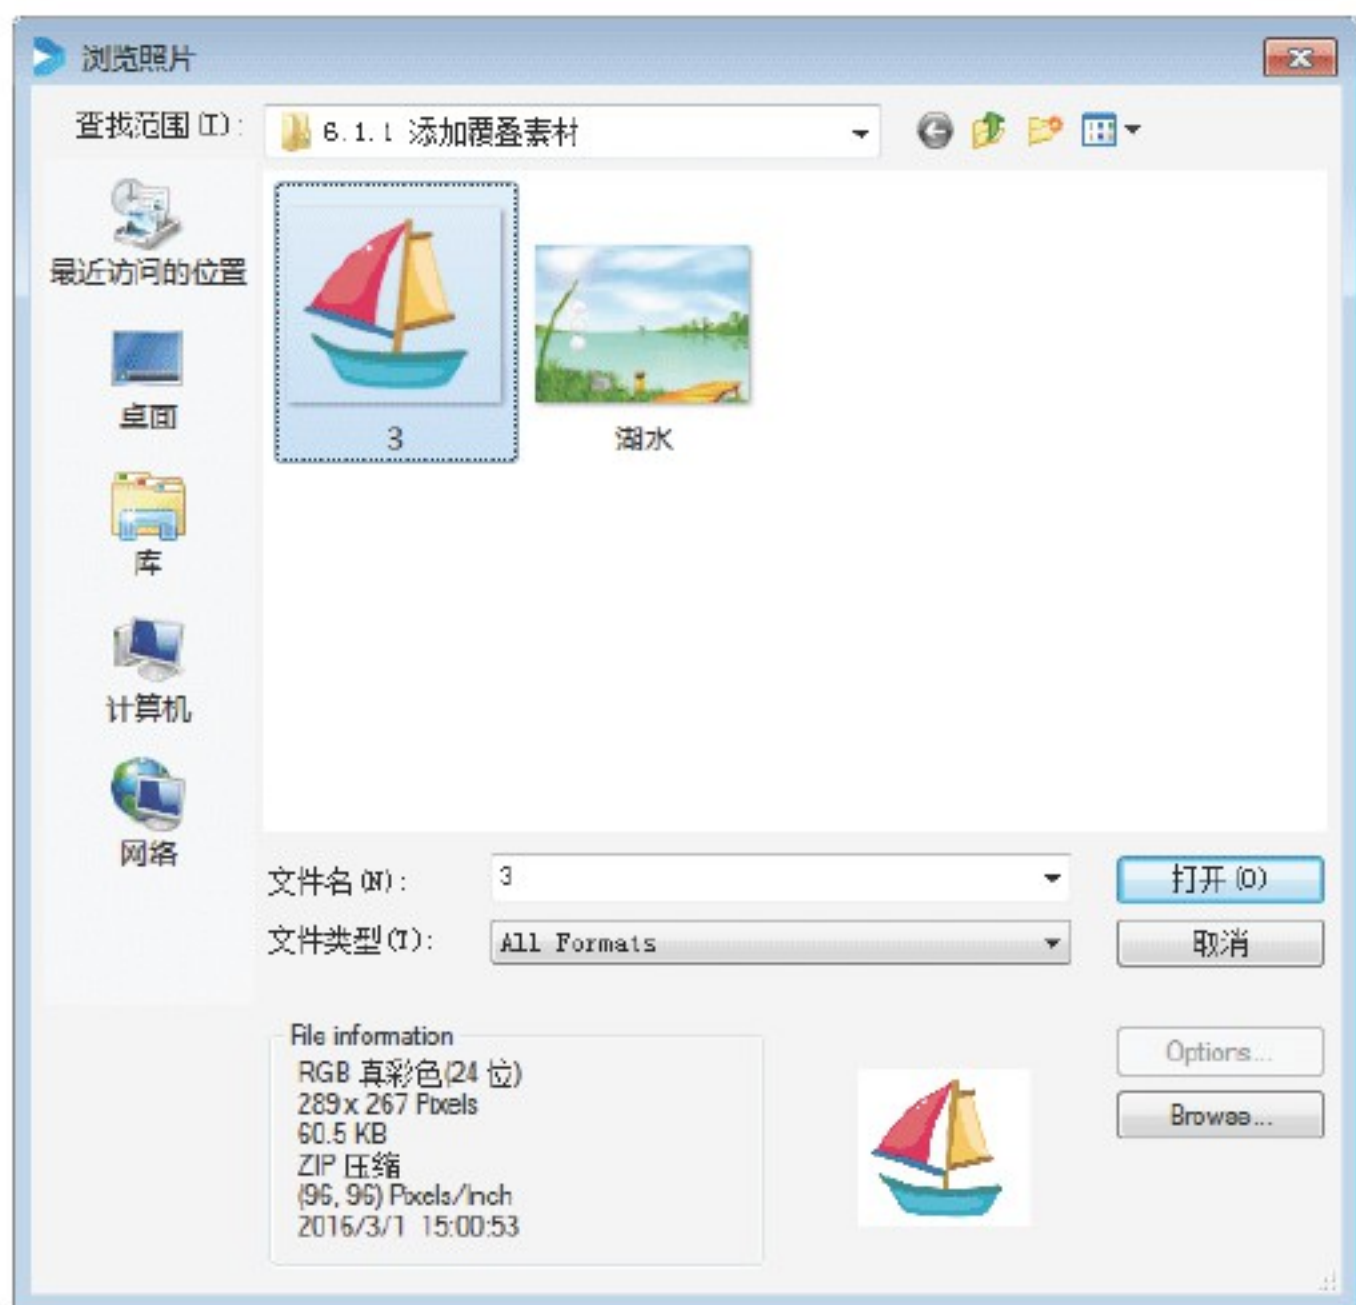 浏览照片
查找范围(I):
6.1.1 添加覆叠素材
最近访问的位置
桌面
库
计算机
网络
3
湖水
文件名(N):
3
打开(O)
文件类型(T):
All Formats
取消
File information
RGB 真彩色(24 位)
289 x 267 Pixels
60.5 KB
ZIP 压缩
(96, 96) Pixels/Inch
2016/3/1 15:00:53
Options...
Browse...